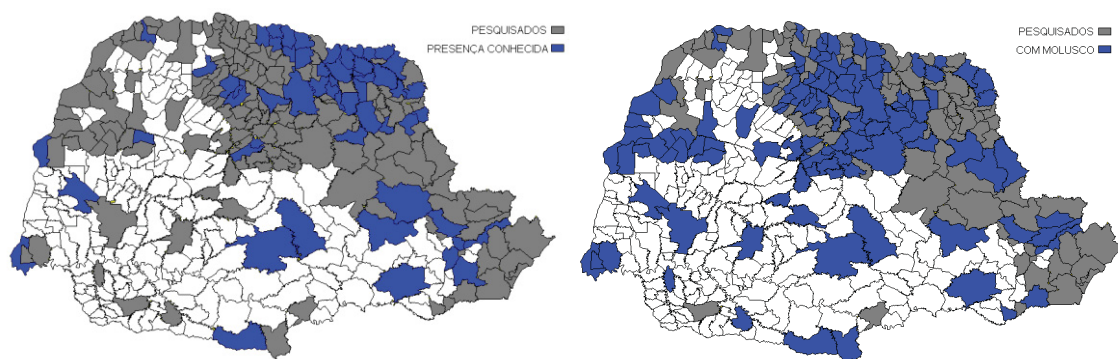 PESQUISADOS
PRESENÇA CONHECIDA
PESQUISADOS
COM MOLUSCO